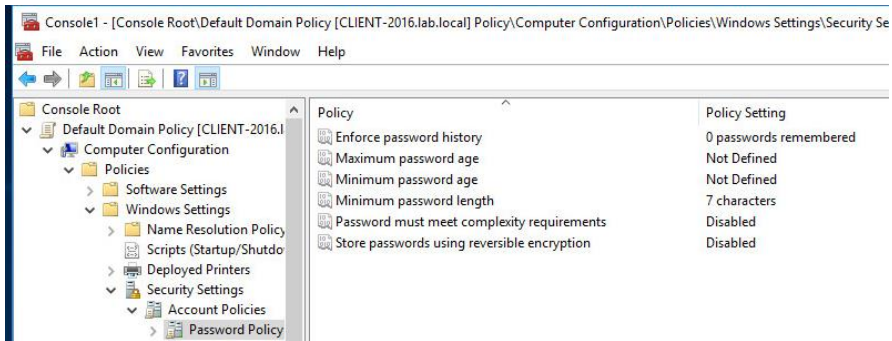 Console1 - [Console Root\Default Domain Policy [CLIENT-2016.lab.local] Policy\Computer Configuration\Policies\Windows Settings\Security Se
File Action View Favorites Window Help
Console Root
Default Domain Policy [CLIENT-2016.l
Computer Configuration
Policies
Software Settings
Windows Settings
Name Resolution Policy
Scripts (Startup/Shutdo
Deployed Printers
Security Settings
Account Policies
Password Policy
Policy Policy Setting
Enforce password history 0 passwords remembered
Maximum password age Not Defined
Minimum password age Not Defined
Minimum password length 7 characters
Password must meet complexity requirements Disabled
Store passwords using reversible encryption Disabled